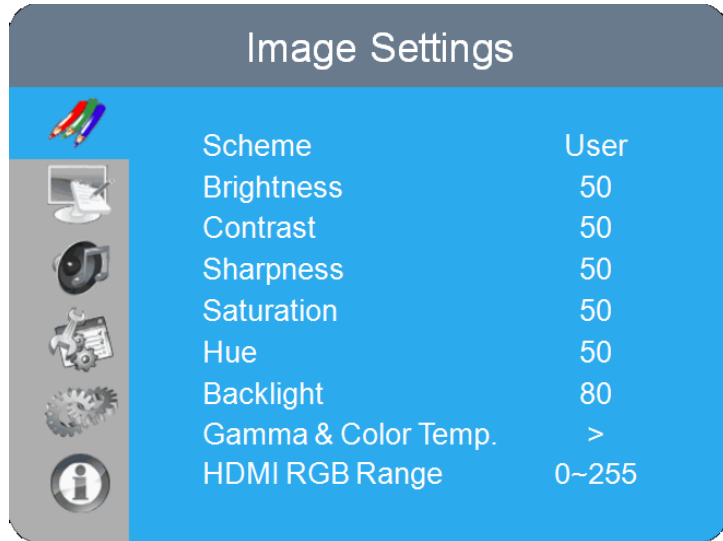 Image Settings
Scheme User
Brightness 50
Contrast 50
Sharpness 50
Saturation 50
Hue 50
Backlight 80
Gamma & Color Temp. >
HDMI RGB Range 0~255